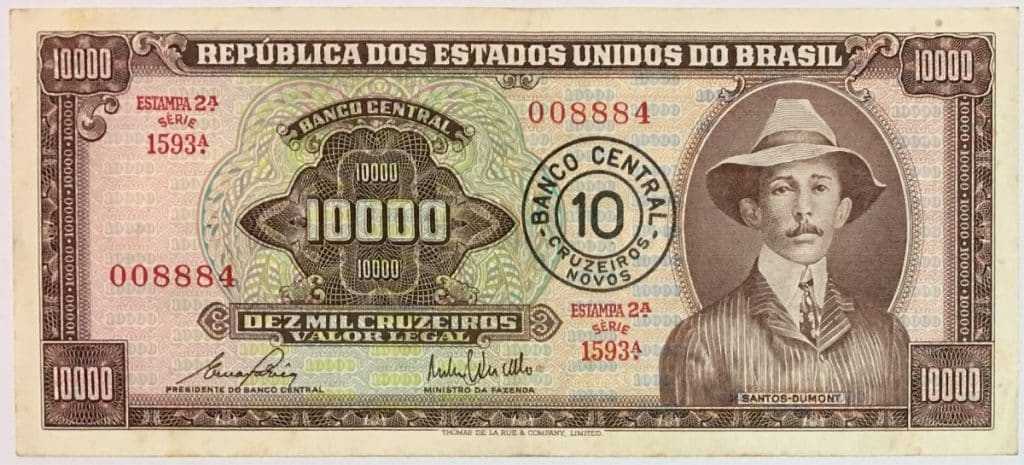 10000
REPÚBLICA DOS ESTADOS UNIDOS DO BRASIL
10000
ESTAMPA 2ª
SÉRIE
1593ª
BANCO CENTRAL
008884
10000
10000
10000
BANCO CENTRAL
10
CRUZEIROS
NOVOS
008884
DEZ MIL CRUZEIROS
VALOR LEGAL
ESTAMPA 2ª
SÉRIE
1593ª
PRESIDENTE DO BANCO CENTRAL
MINISTRO DA FAZENDA
SANTOS-DUMONT
10000
10000
THOMAS DE LA RUE & COMPANY, LIMITED.